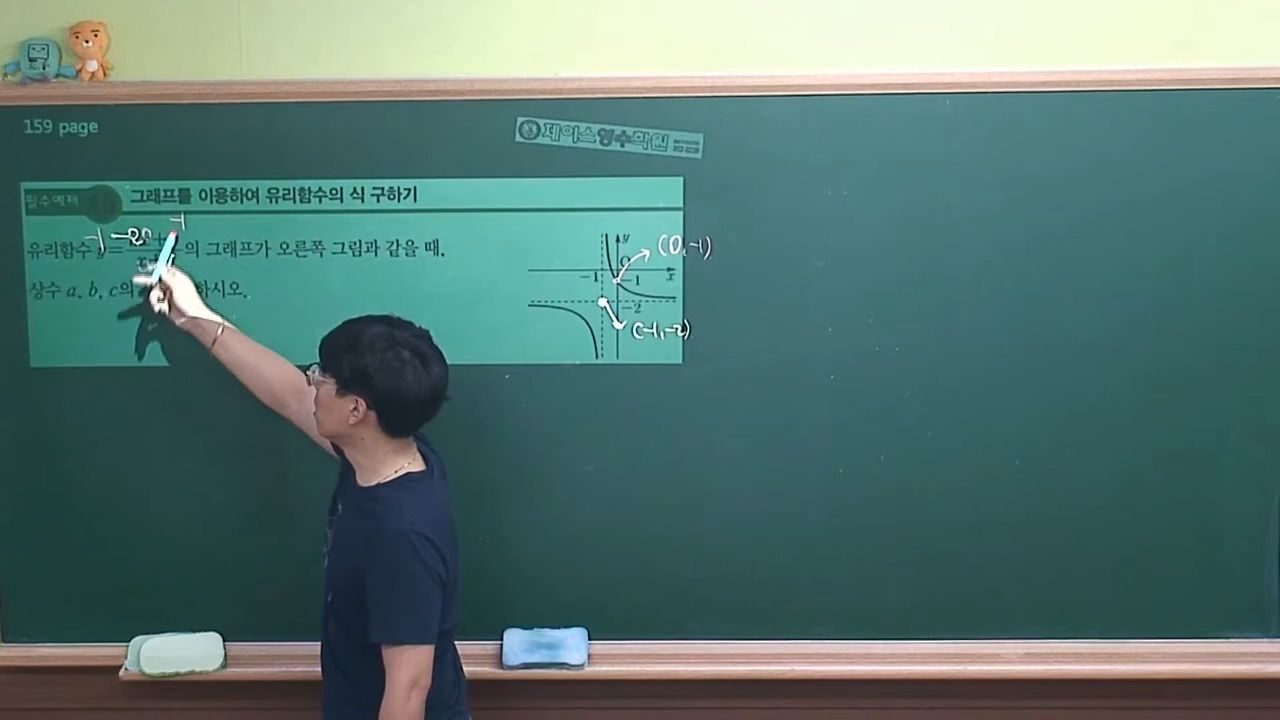 159 page
제이스영수학원
필수예제
그래프를 이용하여 유리함수의 식 구하기
-1 -20 -1
유리함수 y= 의 그래프가 오른쪽 그림과 같을 때,
상수 a, b, c의 하시오.
y
(0,-1)
O
-1
-1
x
-2
(-1,-2)